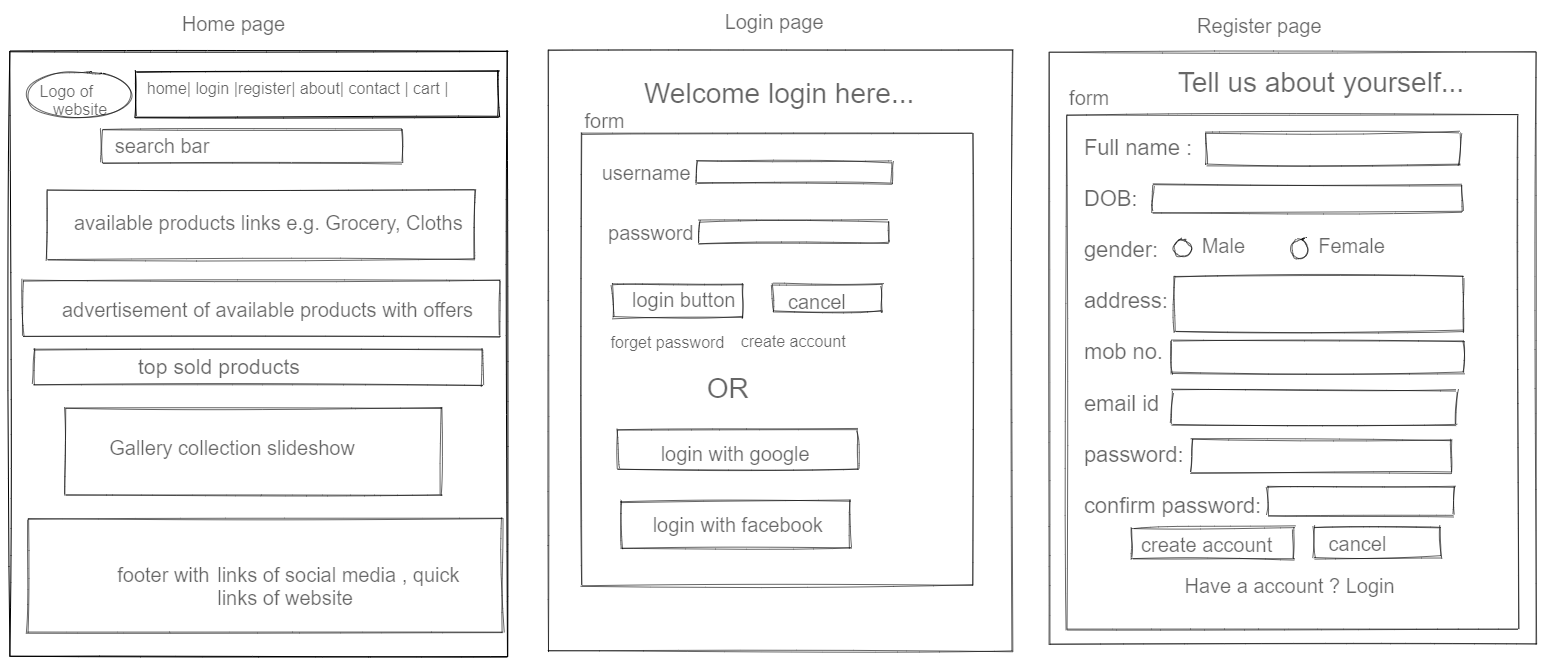 Home page
Logo of
website
home| login |register| about| contact | cart |
search bar
available products links e.g. Grocery, Cloths
advertisement of available products with offers
top sold products
Gallery collection slideshow
footer with links of social media , quick
links of website
Login page
Welcome login here...
form
username
password
login button
cancel
forget password
create account
OR
login with google
login with facebook
Register page
Tell us about yourself...
form
Full name :
DOB:
gender:
Male
Female
address:
mob no.
email id
password:
confirm password:
create account
cancel
Have a account ? Login